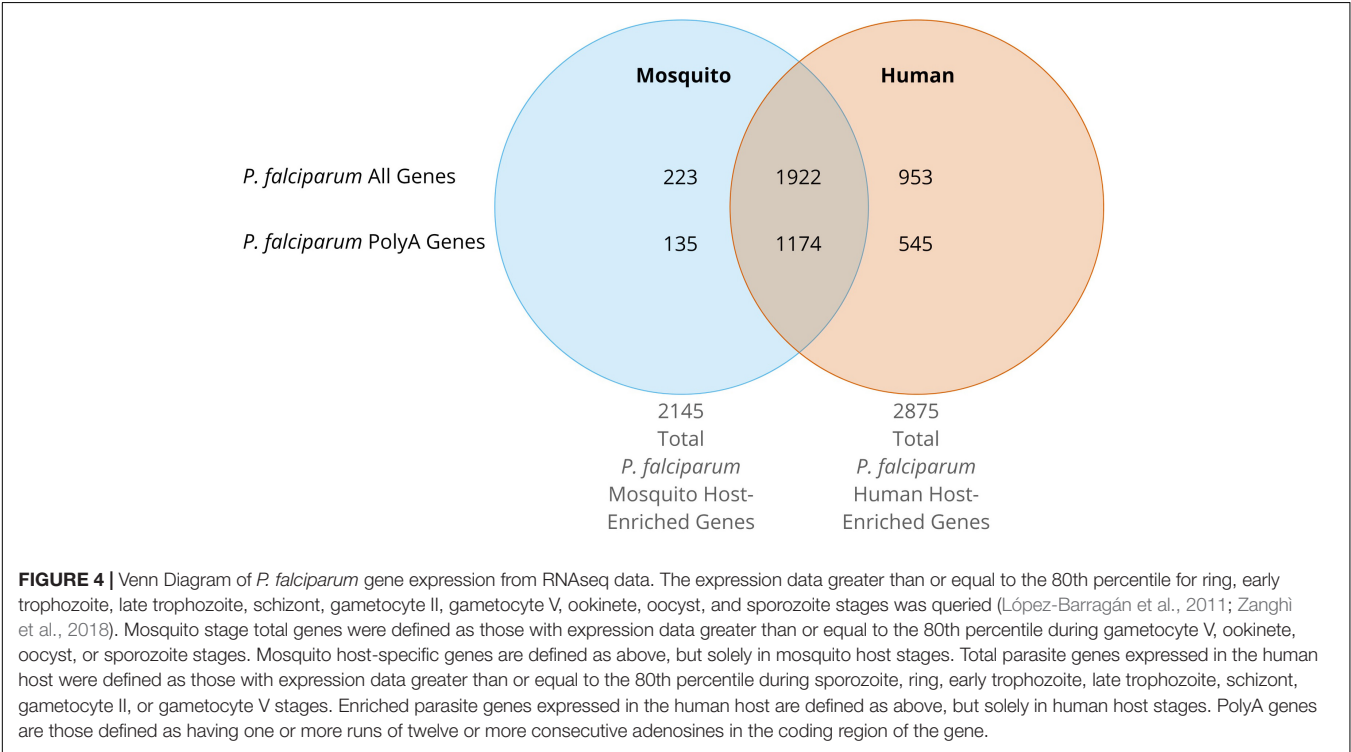 Mosquito Human
P. falciparum All Genes 223 1922 953
P. falciparum PolyA Genes 135 1174 545
2145
Total
P. falciparum
Mosquito Host-
Enriched Genes
2875
Total
P. falciparum
Human Host-
Enriched Genes
FIGURE 4 | Venn Diagram of P. falciparum gene expression from RNAseq data. The expression data greater than or equal to the 80th percentile for ring, early
trophozoite, late trophozoite, schizont, gametocyte II, gametocyte V, ookinete, oocyst, and sporozoite stages was queried (López-Barragán et al., 2011; Zanghì
et al., 2018). Mosquito stage total genes were defined as those with expression data greater than or equal to the 80th percentile during gametocyte V, ookinete,
oocyst, or sporozoite stages. Mosquito host-specific genes are defined as above, but solely in mosquito host stages. Total parasite genes expressed in the human
host were defined as those with expression data greater than or equal to the 80th percentile during sporozoite, ring, early trophozoite, late trophozoite, schizont,
gametocyte II, or gametocyte V stages. Enriched parasite genes expressed in the human host are defined as above, but solely in human host stages. PolyA genes
are those defined as having one or more runs of twelve or more consecutive adenosines in the coding region of the gene.